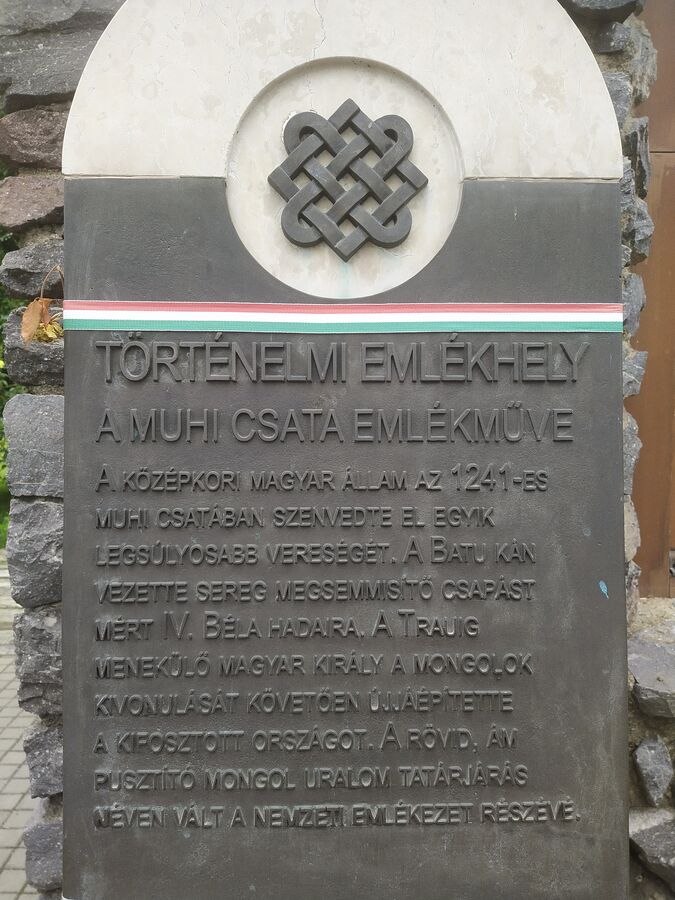 TÖRTÉNELMI EMLÉKHELY
A MUHI CSATA EMLÉKMŰVE
A KÖZÉPKORI MAGYAR ÁLLAM AZ 1241-ES
MUHI CSATÁBAN SZENVEDTE EL EGYIK
LEGSÚLYOSABB VERESÉGÉT. A BATU KÁN
VEZETTE SEREG MEGSEMMISÍTŐ CSAPÁST
MÉRT IV. BÉLA HADAIRA. A TRAUIG
MENEKÜLŐ MAGYAR KIRÁLY A MONGOLOK
KIVONULÁSÁT KÖVETŐEN ÚJJÁÉPÍTETTE
A KIFOSZTOTT ORSZÁGOT. A RÖVID, ÁM
PUSZTÍTÓ MONGOL URALOM TATÁRJÁRÁS
NÉVEN VÁLT A NEMZETI EMLÉKEZET RÉSZÉVÉ.